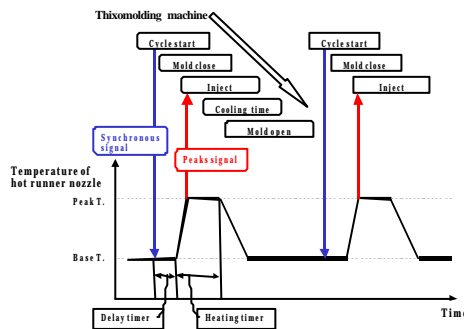 Thixomolding machine
Cycle start
Mold close
Inject
Cooling time
Mold open
Cycle start
Mold close
Inject
Synchronous
signal
Peaks signal
Temperature of
hot runner nozzle
Peak T.
Base T.
Time
Delay timer
Heating timer